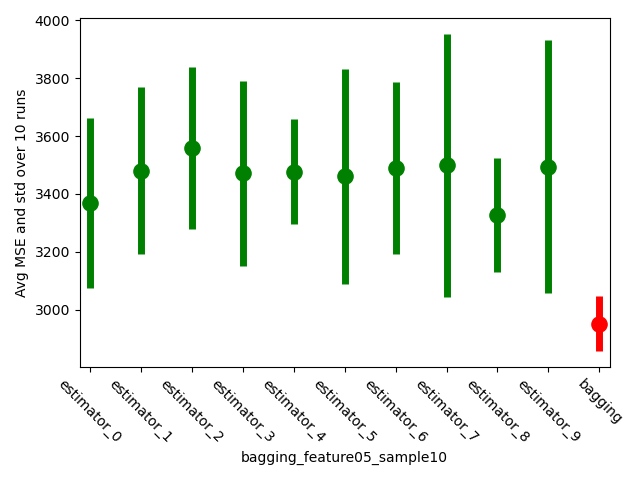 4000
3800
3600
3400
3200
3000
Avg MSE and std over 10 runs
estimator_0
estimator_1
estimator_2
estimator_3
estimator_4
estimator_5
estimator_6
estimator_7
estimator_8
estimator_9
bagging
bagging_feature05_sample10